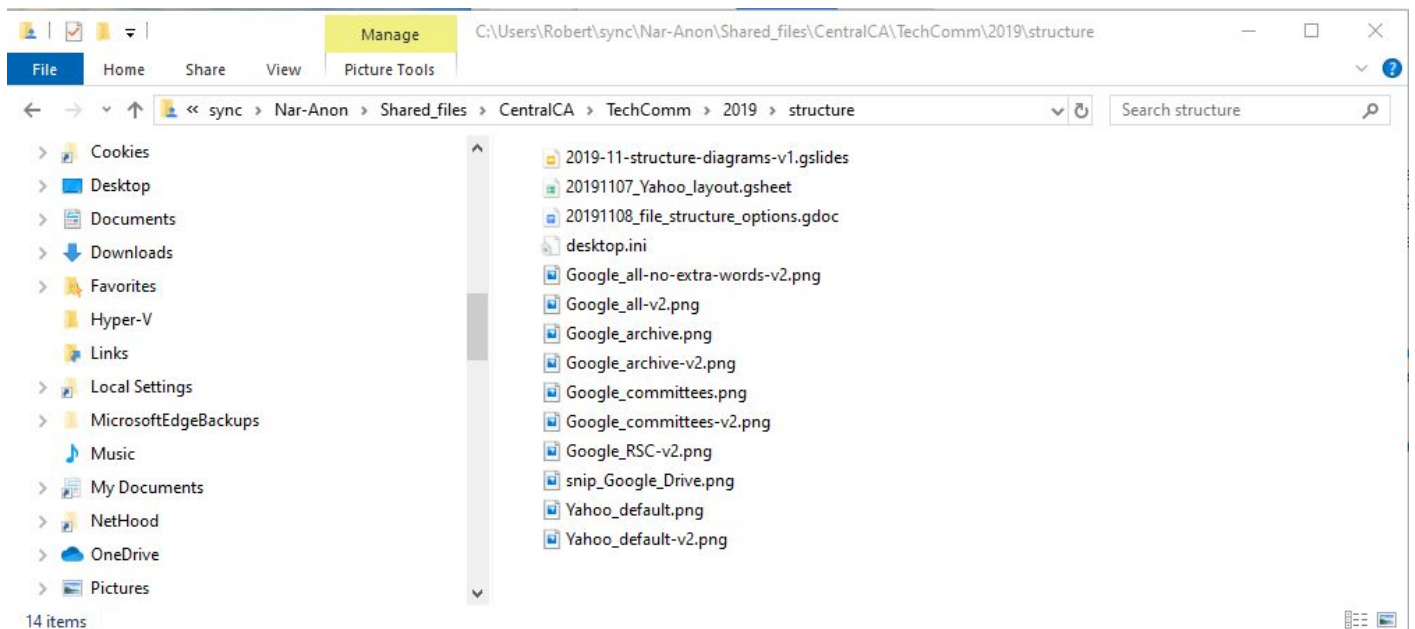 Manage C:\Users\Robert\sync\Nar-Anon\Shared_files\CentralCA\TechComm\2019\structure
File Home Share View Picture Tools
« sync > Nar-Anon > Shared_files > CentralCA > TechComm > 2019 > structure Search structure
Cookies
Desktop
Documents
Downloads
Favorites
Hyper-V
Links
Local Settings
MicrosoftEdgeBackups
Music
My Documents
NetHood
OneDrive
Pictures
2019-11-structure-diagrams-v1.gslides
20191107_Yahoo_layout.gsheet
20191108_file_structure_options.gdoc
desktop.ini
Google_all-no-extra-words-v2.png
Google_all-v2.png
Google_archive.png
Google_archive-v2.png
Google_committees.png
Google_committees-v2.png
Google_RSC-v2.png
snip_Google_Drive.png
Yahoo_default.png
Yahoo_default-v2.png
14 items